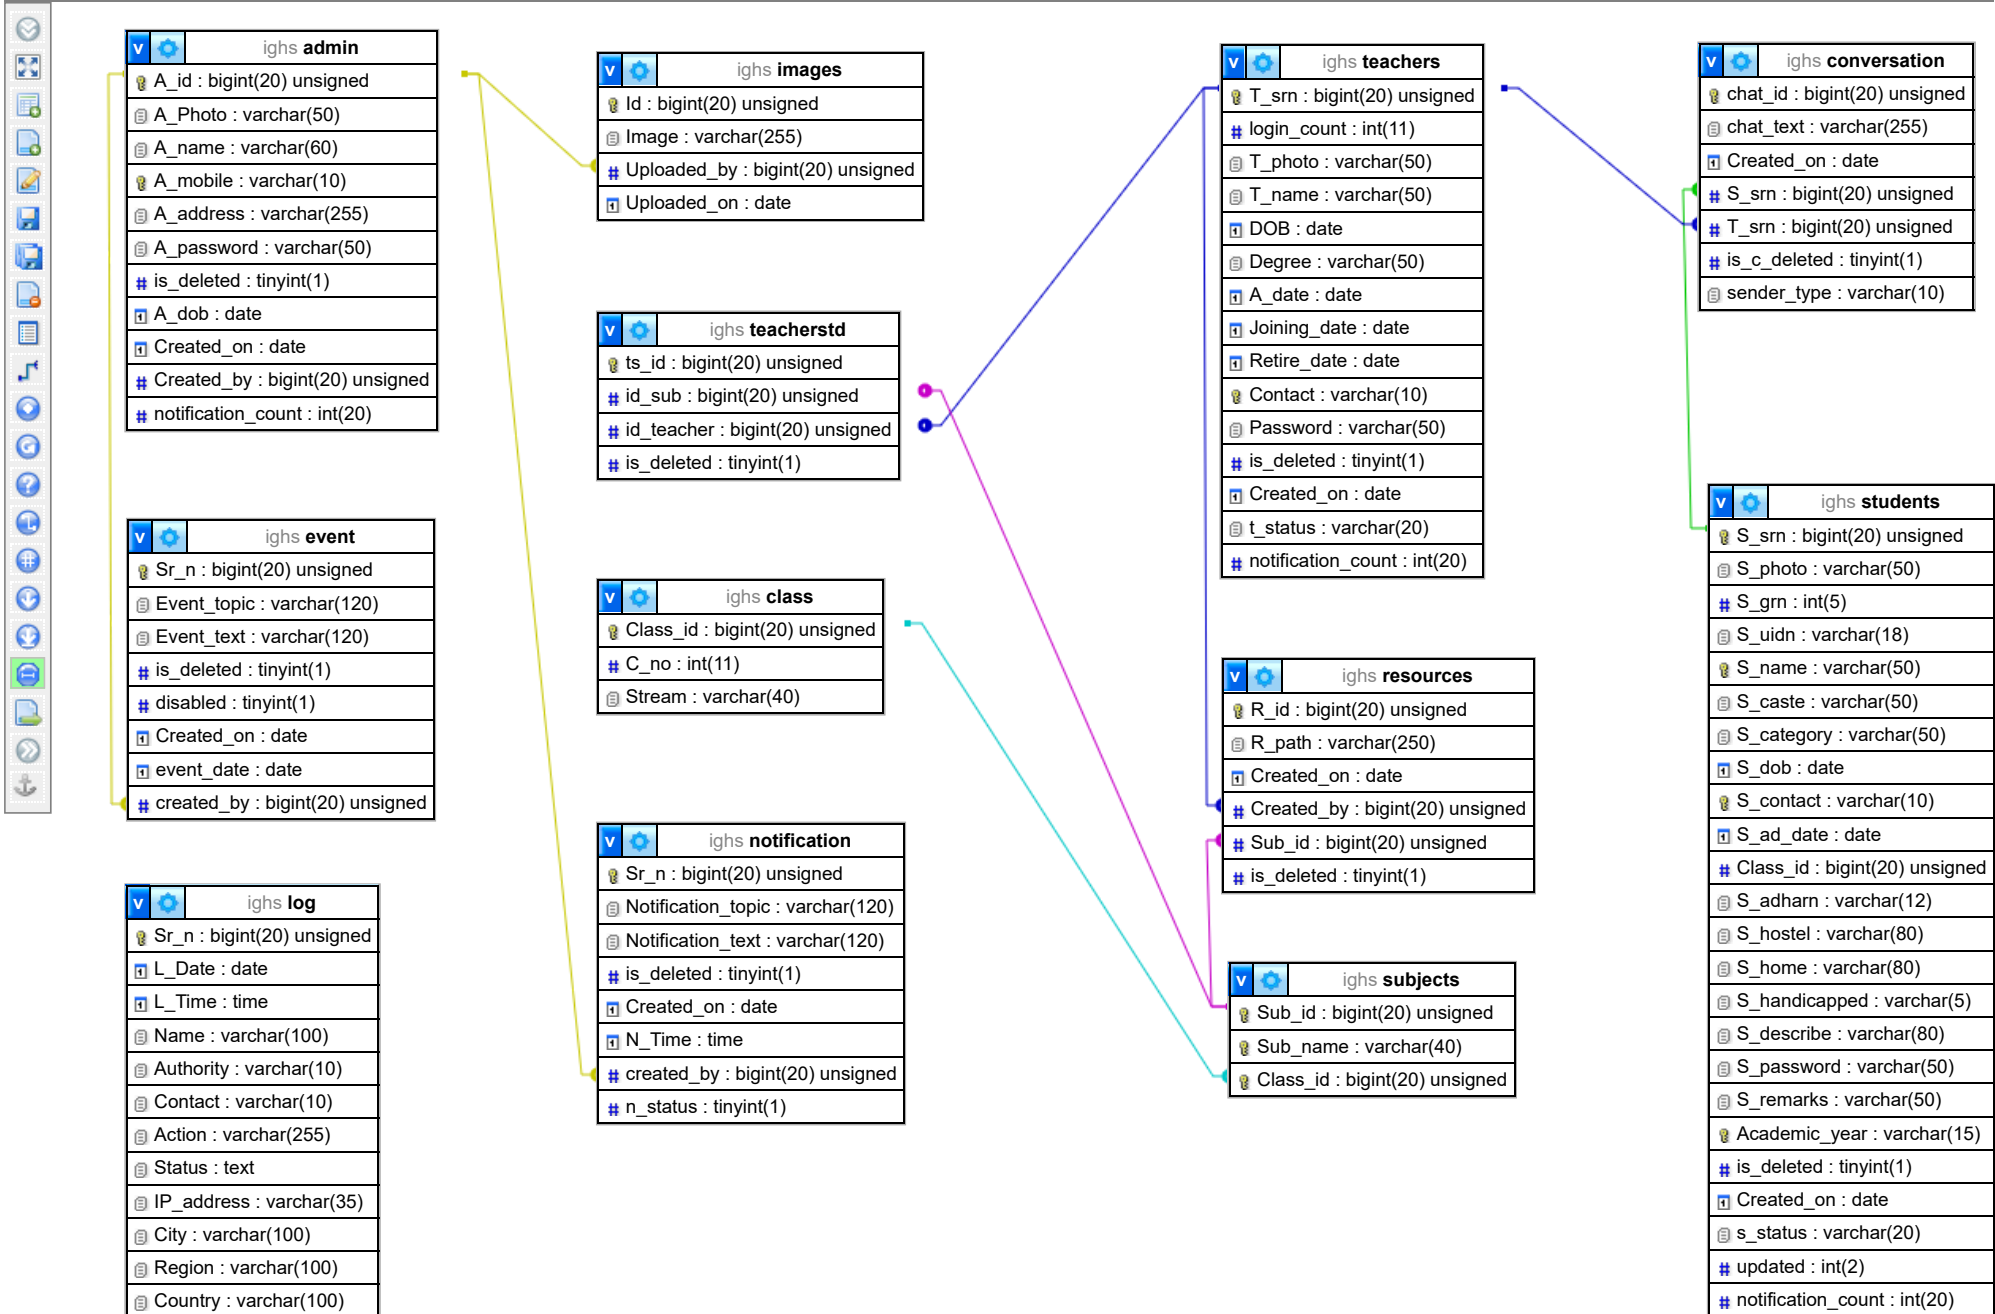 v ighs admin
A_id : bigint(20) unsigned
A_Photo : varchar(50)
A_name : varchar(60)
A_mobile : varchar(10)
A_address : varchar(255)
A_password : varchar(50)
# is_deleted : tinyint(1)
A_dob : date
Created_on : date
# Created_by : bigint(20) unsigned
# notification_count : int(20)
v ighs event
Sr_n : bigint(20) unsigned
Event_topic : varchar(120)
Event_text : varchar(120)
# is_deleted : tinyint(1)
# disabled : tinyint(1)
Created_on : date
event_date : date
# created_by : bigint(20) unsigned
v ighs log
Sr_n : bigint(20) unsigned
L_Date : date
L_Time : time
Name : varchar(100)
Authority : varchar(10)
Contact : varchar(10)
Action : varchar(255)
Status : text
IP_address : varchar(35)
City : varchar(100)
Region : varchar(100)
Country : varchar(100)
v ighs images
Id : bigint(20) unsigned
Image : varchar(255)
# Uploaded_by : bigint(20) unsigned
Uploaded_on : date
v ighs teacherstd
ts_id : bigint(20) unsigned
# id_sub : bigint(20) unsigned
# id_teacher : bigint(20) unsigned
# is_deleted : tinyint(1)
v ighs class
Class_id : bigint(20) unsigned
# C_no : int(11)
Stream : varchar(40)
v ighs notification
Sr_n : bigint(20) unsigned
Notification_topic : varchar(120)
Notification_text : varchar(120)
# is_deleted : tinyint(1)
Created_on : date
N_Time : time
# created_by : bigint(20) unsigned
# n_status : tinyint(1)
v ighs teachers
T_srn : bigint(20) unsigned
# login_count : int(11)
T_photo : varchar(50)
T_name : varchar(50)
DOB : date
Degree : varchar(50)
A_date : date
Joining_date : date
Retire_date : date
Contact : varchar(10)
Password : varchar(50)
# is_deleted : tinyint(1)
Created_on : date
t_status : varchar(20)
# notification_count : int(20)
v ighs resources
R_id : bigint(20) unsigned
R_path : varchar(250)
Created_on : date
# Created_by : bigint(20) unsigned
# Sub_id : bigint(20) unsigned
# is_deleted : tinyint(1)
v ighs subjects
Sub_id : bigint(20) unsigned
Sub_name : varchar(40)
Class_id : bigint(20) unsigned
v ighs conversation
chat_id : bigint(20) unsigned
chat_text : varchar(255)
Created_on : date
# S_srn : bigint(20) unsigned
# T_srn : bigint(20) unsigned
# is_c_deleted : tinyint(1)
sender_type : varchar(10)
v ighs students
S_srn : bigint(20) unsigned
S_photo : varchar(50)
# S_grn : int(5)
S_uidn : varchar(18)
S_name : varchar(50)
S_caste : varchar(50)
S_category : varchar(50)
S_dob : date
S_contact : varchar(10)
S_ad_date : date
# Class_id : bigint(20) unsigned
S_adharn : varchar(12)
S_hostel : varchar(80)
S_home : varchar(80)
S_handicapped : varchar(5)
S_describe : varchar(80)
S_password : varchar(50)
S_remarks : varchar(50)
Academic_year : varchar(15)
# is_deleted : tinyint(1)
Created_on : date
s_status : varchar(20)
# updated : int(2)
# notification_count : int(20)